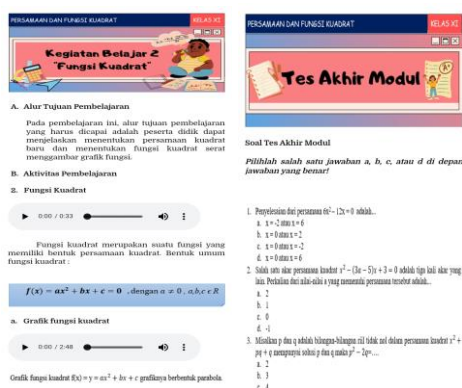 PERSAMAAN DAN FUNGSI KUADRAT
KELAS XI
Kegiatan Belajar 2
"Fungsi Kuadrat"
A. Alur Tujuan Pembelajaran
Pada pembelajaran ini, alur tujuan pembelajaran
yang harus dicapai adalah peserta didik dapat
menjelaskan menentukan persamaan kuadrat
baru dan menentukan fungsi kuadrat serat
menggambar grafik fungsi.
B. Aktivitas Pembelajaran
2. Fungsi Kuadrat
0:00 / 0:33
Fungsi kuadrat merupakan suatu fungsi yang
memiliki bentuk persamaan kuadrat. Bentuk umum
fungsi kuadrat :
f(x) = ax² + bx + c = 0 , dengan a ≠ 0 , a,b,c ϵ R
a. Grafik fungsi kuadrat
0:00 / 2:48
Grafik fungsi kuadrat f(x) = y = ax² + bx + c grafiknya berbentuk parabola.
PERSAMAAN DAN FUNGSI KUADRAT
KELAS XI
Tes Akhir Modul
A+
Soal Tes Akhir Modul
Pilihlah salah satu jawaban a, b, c, atau d di depan
jawaban yang benar!
1. Penyelesaian dari persamaan 6x² – 12x = 0 adalah...
a. x = -2 atau x = 6
b. x = 0 atau x = 2
c. x = 0 atau x = -2
d. x = 0 atau x = 6
2. Salah satu akar persamaan kuadrat x² – (3a – 5)x + 3 = 0 adalah tiga kali akar yang
lain. Perkalian dari nilai-nilai a yang memenuhi persamaan tersebut adalah...
a. 2
b. 1
c. 0
d. -1
3. Misalkan p dan q adalah bilangan-bilangan riil tidak nol dalam persamaan kuadrat x² +
px + q mempunyai solusi p dan q maka p² – 2p=....
a. 2
b. 3
c. 4